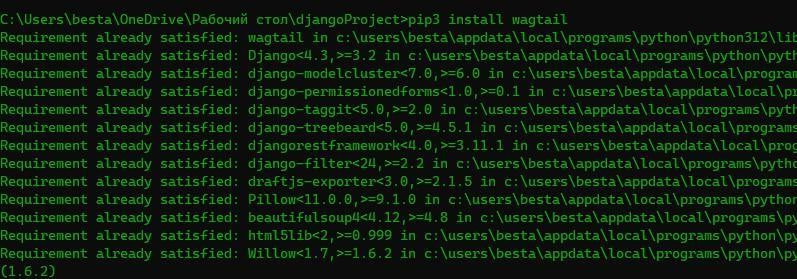 C:\Users\besta\OneDrive\Рабочий стол\djangoProject>pip3 install wagtail
Requirement already satisfied: wagtail in c:\users\besta\appdata\local\programs\python\python312\lib
Requirement already satisfied: Django<4.3,>=3.2 in c:\users\besta\appdata\local\programs\python\pyth
Requirement already satisfied: django-modelcluster<7.0,>=6.0 in c:\users\besta\appdata\local\program
Requirement already satisfied: django-permissionedforms<1.0,>=0.1 in c:\users\besta\appdata\local\pr
Requirement already satisfied: django-taggit<5.0,>=2.0 in c:\users\besta\appdata\local\programs\pyth
Requirement already satisfied: django-treebeard<5.0,>=4.5.1 in c:\users\besta\appdata\local\programs
Requirement already satisfied: djangorestframework<4.0,>=3.11.1 in c:\users\besta\appdata\local\prog
Requirement already satisfied: django-filter<24,>=2.2 in c:\users\besta\appdata\local\programs\pytho
Requirement already satisfied: draftjs-exporter<3.0,>=2.1.5 in c:\users\besta\appdata\local\programs
Requirement already satisfied: Pillow<11.0.0,>=9.1.0 in c:\users\besta\appdata\local\programs\python
Requirement already satisfied: beautifulsoup4<4.12,>=4.8 in c:\users\besta\appdata\local\programs\py
Requirement already satisfied: html5lib<2,>=0.999 in c:\users\besta\appdata\local\programs\python\py
Requirement already satisfied: Willow<1.7,>=1.6.2 in c:\users\besta\appdata\local\programs\python\py
(1.6.2)